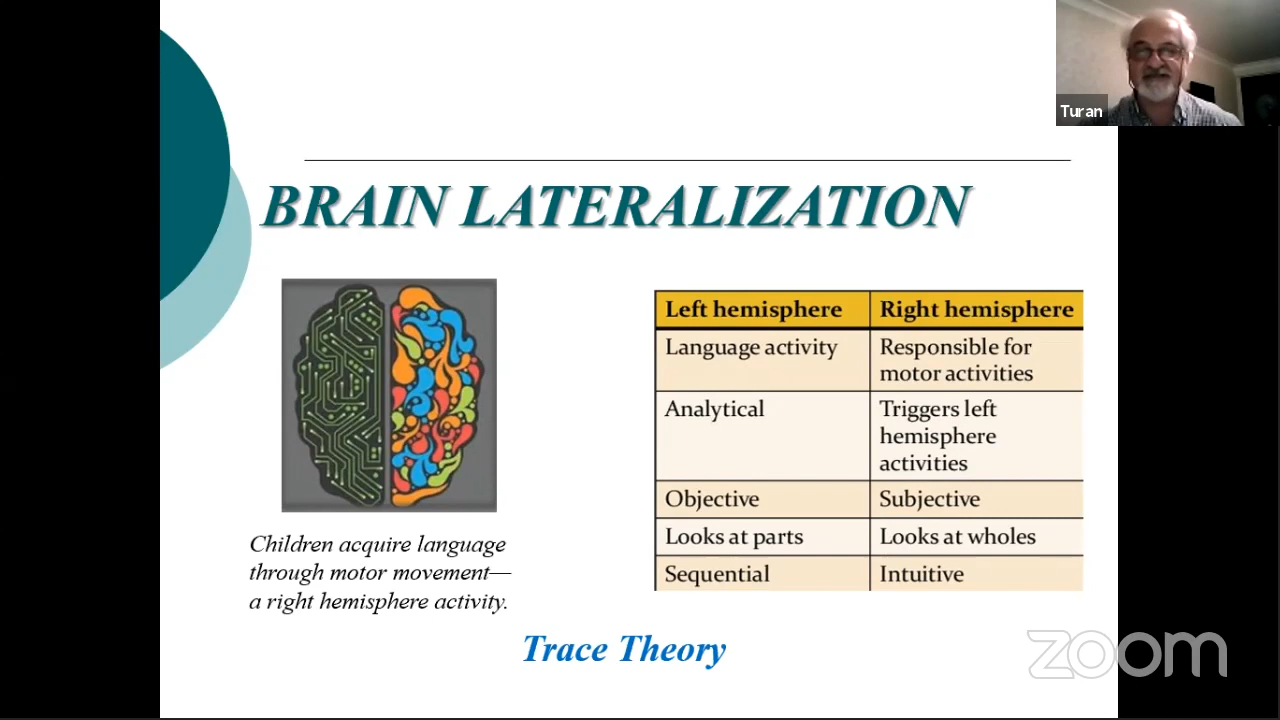 Turan
BRAIN LATERALIZATION
Left hemisphere Right hemisphere
Language activity Responsible for
motor activities
Analytical Triggers left
hemisphere
activities
Objective Subjective
Looks at parts Looks at wholes
Sequential Intuitive
Children acquire language
through motor movement—
a right hemisphere activity.
Trace Theory
zoom